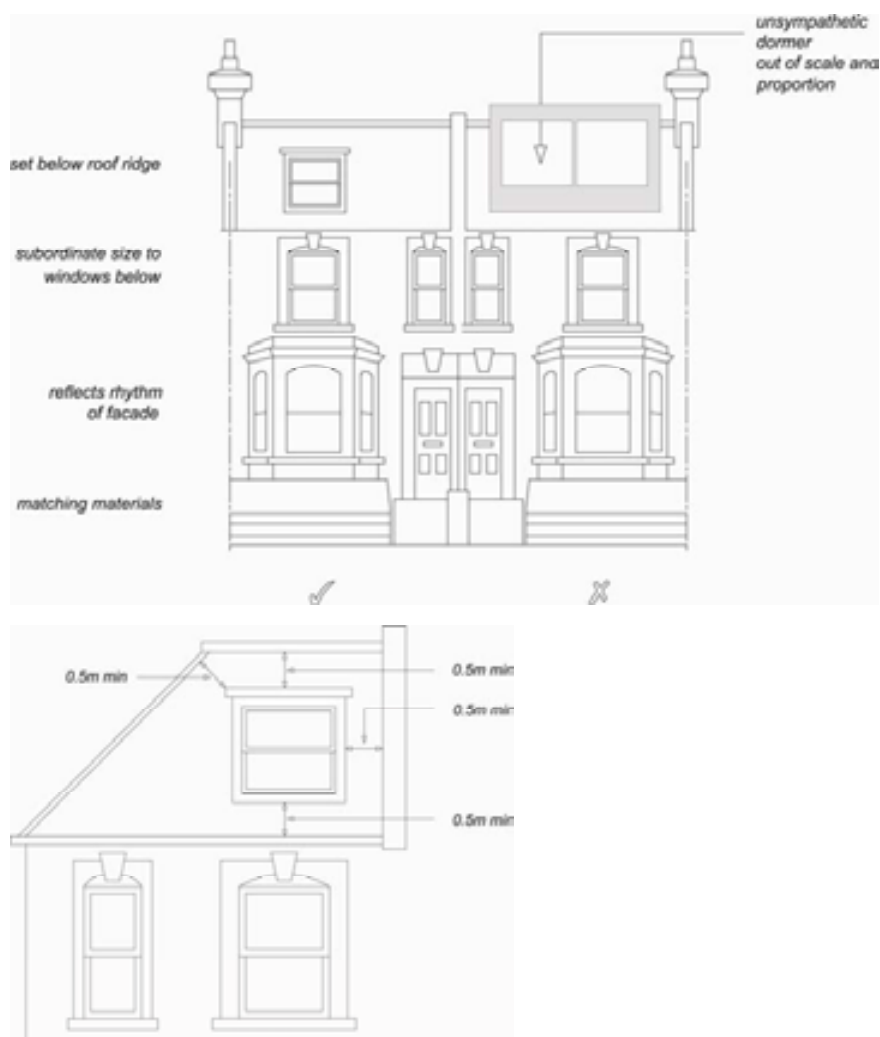 unsympathetic
dormer
out of scale and
proportion
set below roof ridge
subordinate size to
windows below
reflects rhythm
of facade
matching materials
0.5m min
0.5m min
0.5m min
0.5m min